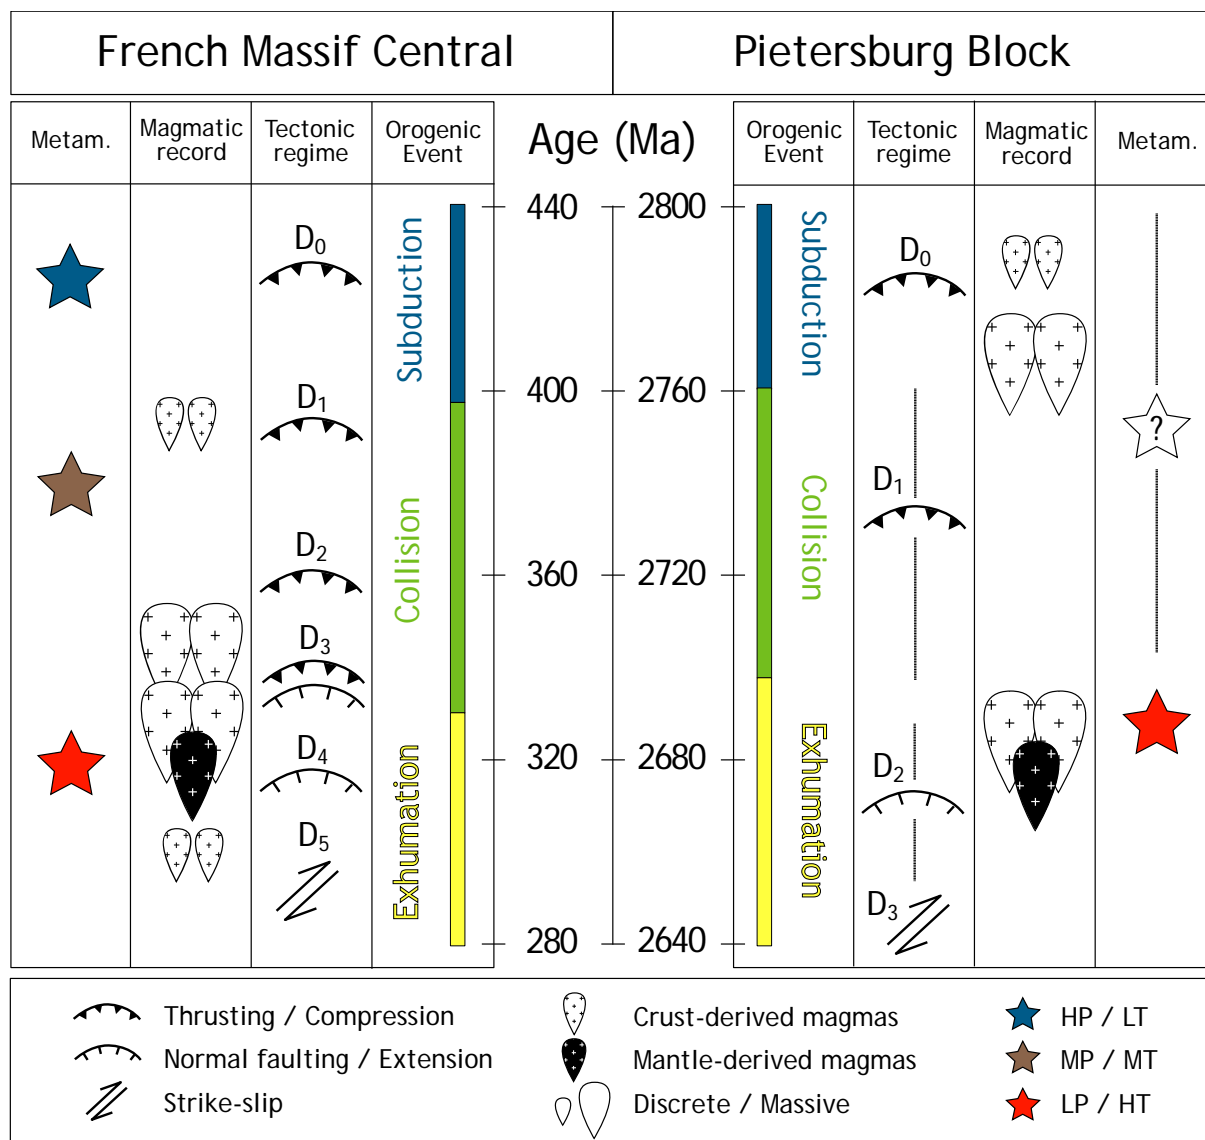 French Massif Central
Pietersburg Block
Metam.
Magmatic
record
Tectonic
regime
Orogenic
Event
Age (Ma)
Orogenic
Event
Tectonic
regime
Magmatic
record
Metam.
440
2800
400
2760
360
2720
320
2680
280
2640
D0
D1
D2
D3
D4
D5
Subduction
Collision
Exhumation
Subduction
Collision
Exhumation
D0
D1
D2
D3
?
Thrusting / Compression
Normal faulting / Extension
Strike-slip
Crust-derived magmas
Mantle-derived magmas
Discrete / Massive
HP / LT
MP / MT
LP / HT